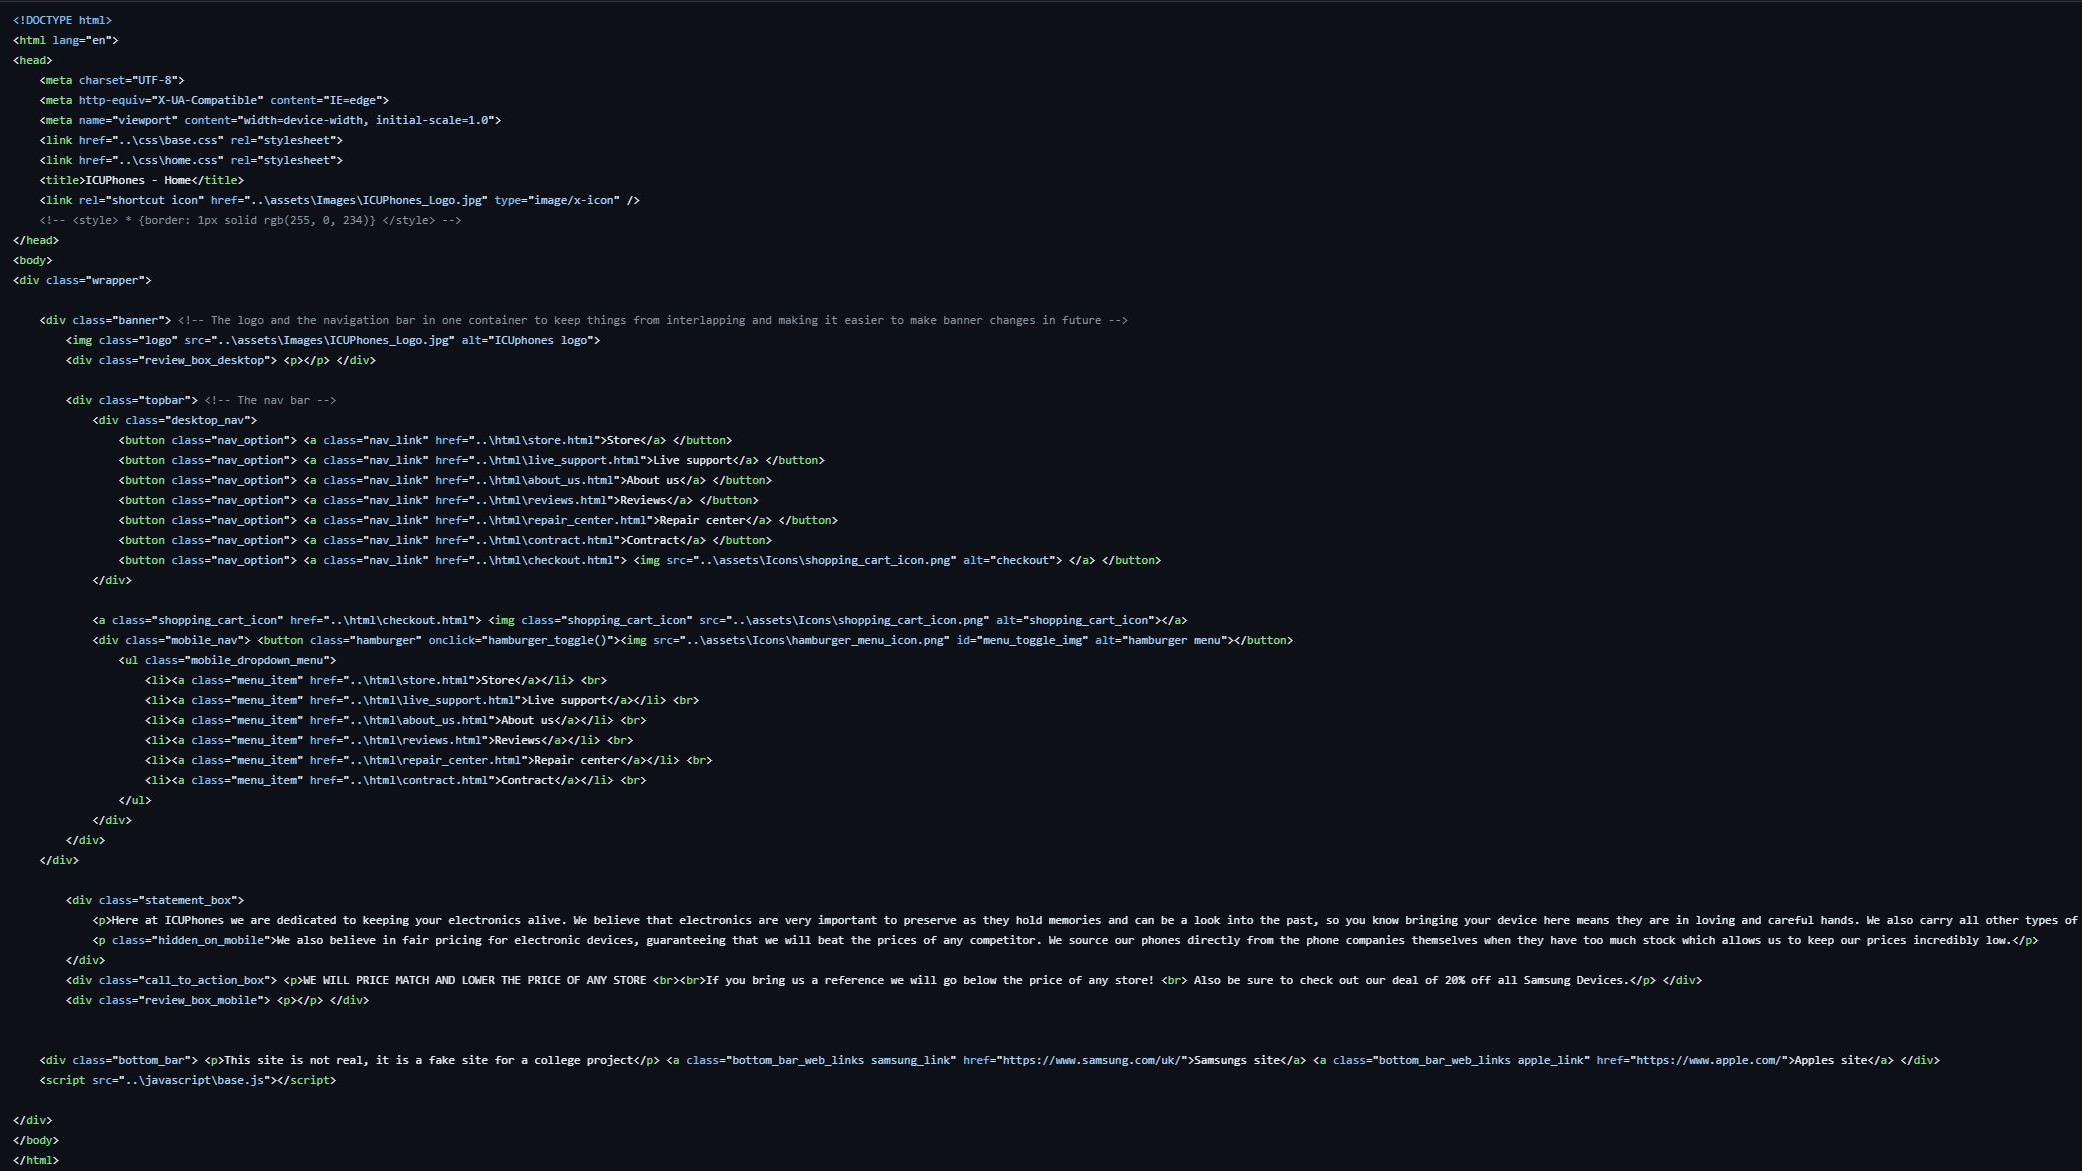 <!DOCTYPE html>
<html lang="en">
<head>
    <meta charset="UTF-8">
    <meta http-equiv="X-UA-Compatible" content="IE=edge">
    <meta name="viewport" content="width=device-width, initial-scale=1.0">
    <link href="..\css\base.css" rel="stylesheet">
    <link href="..\css\home.css" rel="stylesheet">
    <title>ICUPhones - Home</title>
    <link rel="shortcut icon" href="..\assets\Images\ICUPhones_Logo.jpg" type="image/x-icon" />
    <!-- <style> * {border: 1px solid rgb(255, 0, 234)} </style> -->
</head>
<body>
<div class="wrapper">
    <div class="banner"> <!-- The logo and the navigation bar in one container to keep things from interlapping and making it easier to make banner changes in future -->
        <img class="logo" src="..\assets\Images\ICUPhones_Logo.jpg" alt="ICUphones logo">
        <div class="review_box_desktop"> <p></p> </div>
        <div class="topbar"> <!-- The nav bar -->
            <div class="desktop_nav">
                <button class="nav_option"> <a class="nav_link" href="..\html\store.html">Store</a> </button>
                <button class="nav_option"> <a class="nav_link" href="..\html\live_support.html">Live support</a> </button>
                <button class="nav_option"> <a class="nav_link" href="..\html\about_us.html">About us</a> </button>
                <button class="nav_option"> <a class="nav_link" href="..\html\reviews.html">Reviews</a> </button>
                <button class="nav_option"> <a class="nav_link" href="..\html\repair_center.html">Repair center</a> </button>
                <button class="nav_option"> <a class="nav_link" href="..\html\contract.html">Contract</a> </button>
                <button class="nav_option"> <a class="nav_link" href="..\html\checkout.html"> <img src="..\assets\Icons\shopping_cart_icon.png" alt="checkout"> </a> </button>
            </div>
            <a class="shopping_cart_icon" href="..\html\checkout.html"> <img class="shopping_cart_icon" src="..\assets\Icons\shopping_cart_icon.png" alt="shopping_cart_icon"></a>
            <div class="mobile_nav"> <button class="hamburger" onclick="hamburger_toggle()"><img src="..\assets\Icons\hamburger_menu_icon.png" id="menu_toggle_img" alt="hamburger menu"></button>
                <ul class="mobile_dropdown_menu">
                    <li><a class="menu_item" href="..\html\store.html">Store</a></li> <br>
                    <li><a class="menu_item" href="..\html\live_support.html">Live support</a></li> <br>
                    <li><a class="menu_item" href="..\html\about_us.html">About us</a></li> <br>
                    <li><a class="menu_item" href="..\html\reviews.html">Reviews</a></li> <br>
                    <li><a class="menu_item" href="..\html\repair_center.html">Repair center</a></li> <br>
                    <li><a class="menu_item" href="..\html\contract.html">Contract</a></li> <br>
                </ul>
            </div>
        </div>
    </div>
        <div class="statement_box">
            <p>Here at ICUPhones we are dedicated to keeping your electronics alive. We believe that electronics are very important to preserve as they hold memories and can be a look into the past, so you know bringing your device here means they are in loving and careful hands. We also carry all other types of
            <p class="hidden_on_mobile">We also believe in fair pricing for electronic devices, guaranteeing that we will beat the prices of any competitor. We source our phones directly from the phone companies themselves when they have too much stock which allows us to keep our prices incredibly low.</p>
        </div>
        <div class="call_to_action_box"> <p>WE WILL PRICE MATCH AND LOWER THE PRICE OF ANY STORE <br><br>If you bring us a reference we will go below the price of any store! <br> Also be sure to check out our deal of 20% off all Samsung Devices.</p> </div>
        <div class="review_box_mobile"> <p></p> </div>
    <div class="bottom_bar"> <p>This site is not real, it is a fake site for a college project</p> <a class="bottom_bar_web_links samsung_link" href="https://www.samsung.com/uk/">Samsungs site</a> <a class="bottom_bar_web_links apple_link" href="https://www.apple.com/">Apples site</a> </div>
    <script src="..\javascript\base.js"></script>
</div>
</body>
</html>